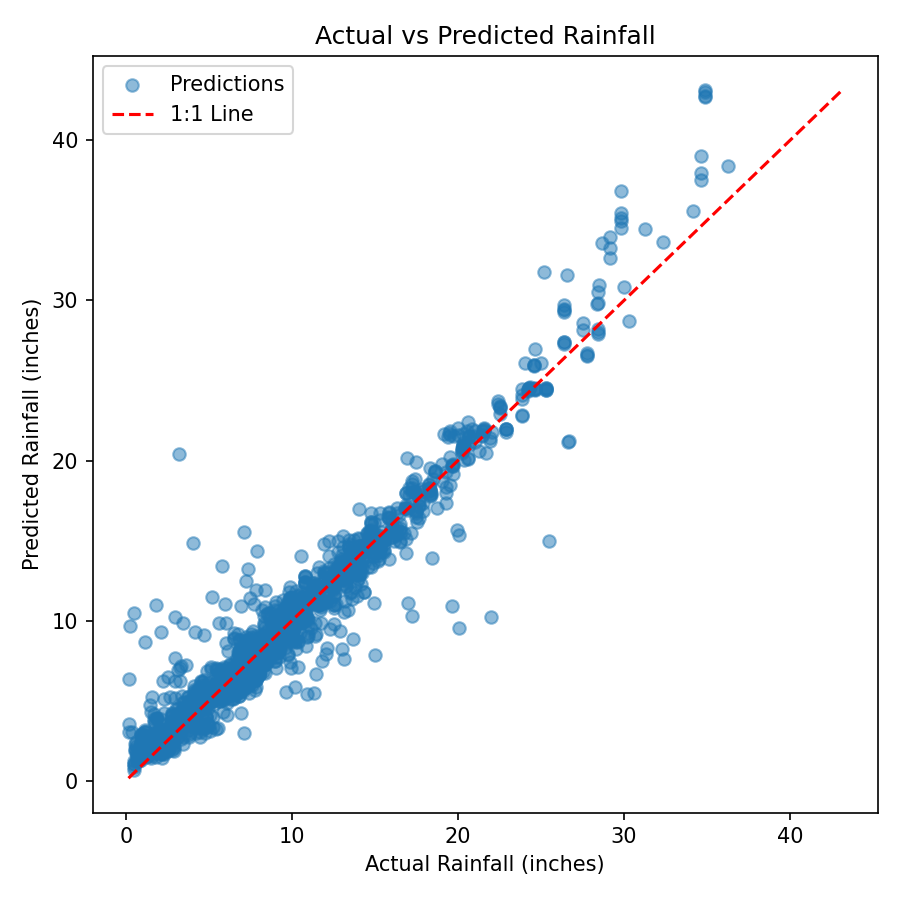 Actual vs Predicted Rainfall
Predictions
1:1 Line
40
30
20
10
0
Predicted Rainfall (inches)
0
10
20
30
40
Actual Rainfall (inches)